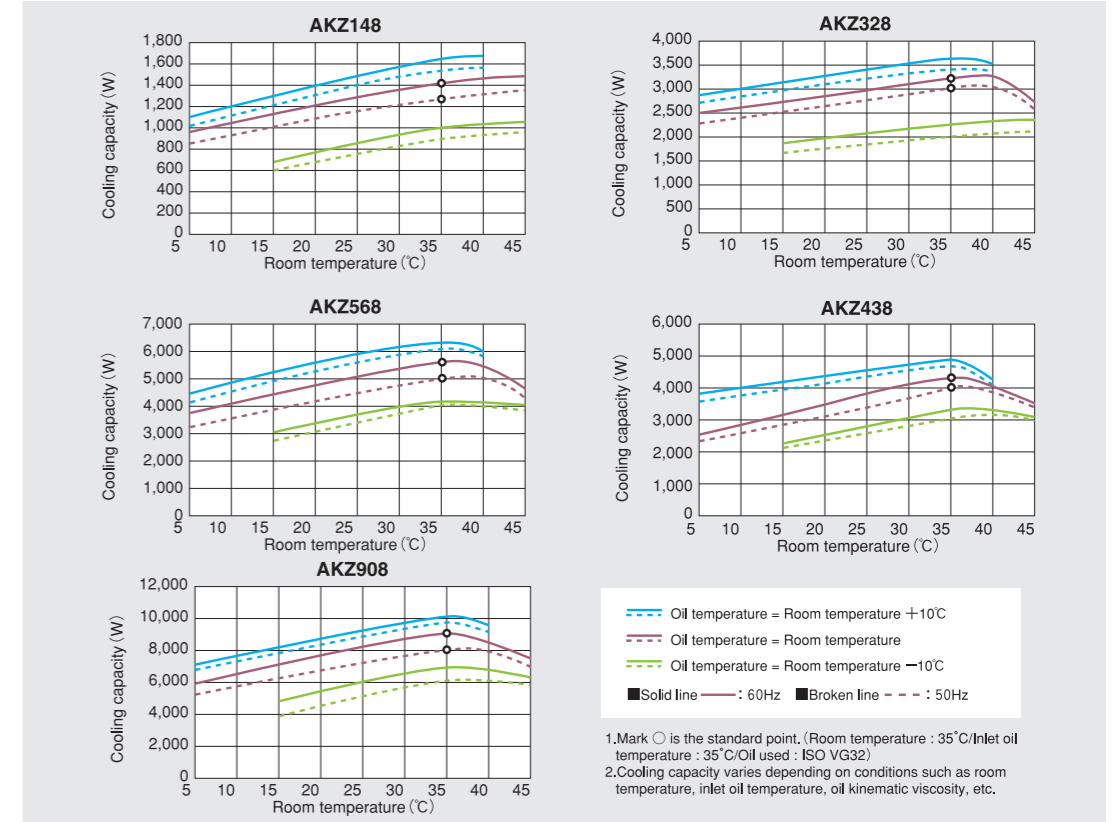 AKZ148
Cooling capacity (W)
1,800
1,600
1,400
1,200
1,000
800
600
400
200
0
5 10 15 20 25 30 35 40 45
Room temperature (℃)
AKZ328
Cooling capacity (W)
4,000
3,500
3,000
2,500
2,000
1,500
1,000
500
0
5 10 15 20 25 30 35 40 45
Room temperature (℃)
AKZ568
Cooling capacity (W)
7,000
6,000
5,000
4,000
3,000
2,000
1,000
0
5 10 15 20 25 30 35 40 45
Room temperature (℃)
AKZ438
Cooling capacity (W)
6,000
5,000
4,000
3,000
2,000
1,000
0
5 10 15 20 25 30 35 40 45
Room temperature (℃)
AKZ908
Cooling capacity (W)
12,000
10,000
8,000
6,000
4,000
2,000
0
5 10 15 20 25 30 35 40 45
Room temperature (℃)
Oil temperature = Room temperature +10℃
Oil temperature = Room temperature
Oil temperature = Room temperature −10℃
■Solid line : 60Hz ■Broken line : 50Hz
1.Mark ○ is the standard point. (Room temperature : 35˚C/Inlet oil
temperature : 35˚C/Oil used : ISO VG32)
2.Cooling capacity varies depending on conditions such as room
temperature, inlet oil temperature, oil kinematic viscosity, etc.